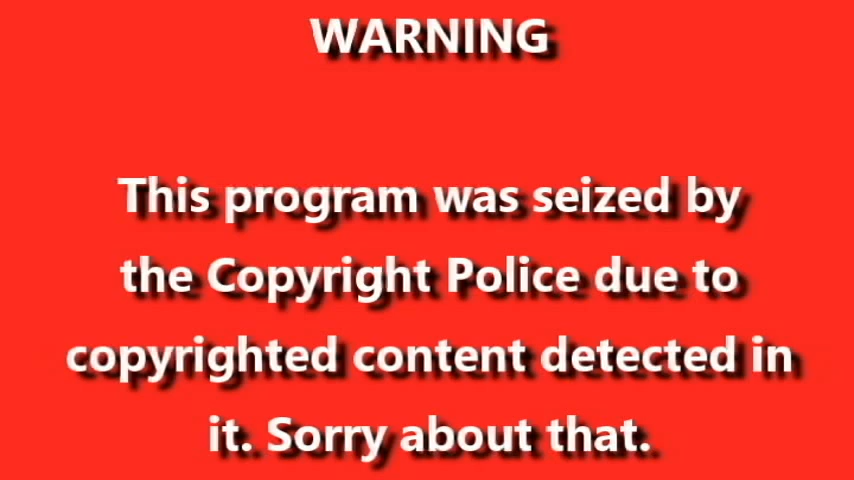 WARNING
This program was seized by
the Copyright Police due to
copyrighted content detected in
it. Sorry about that.